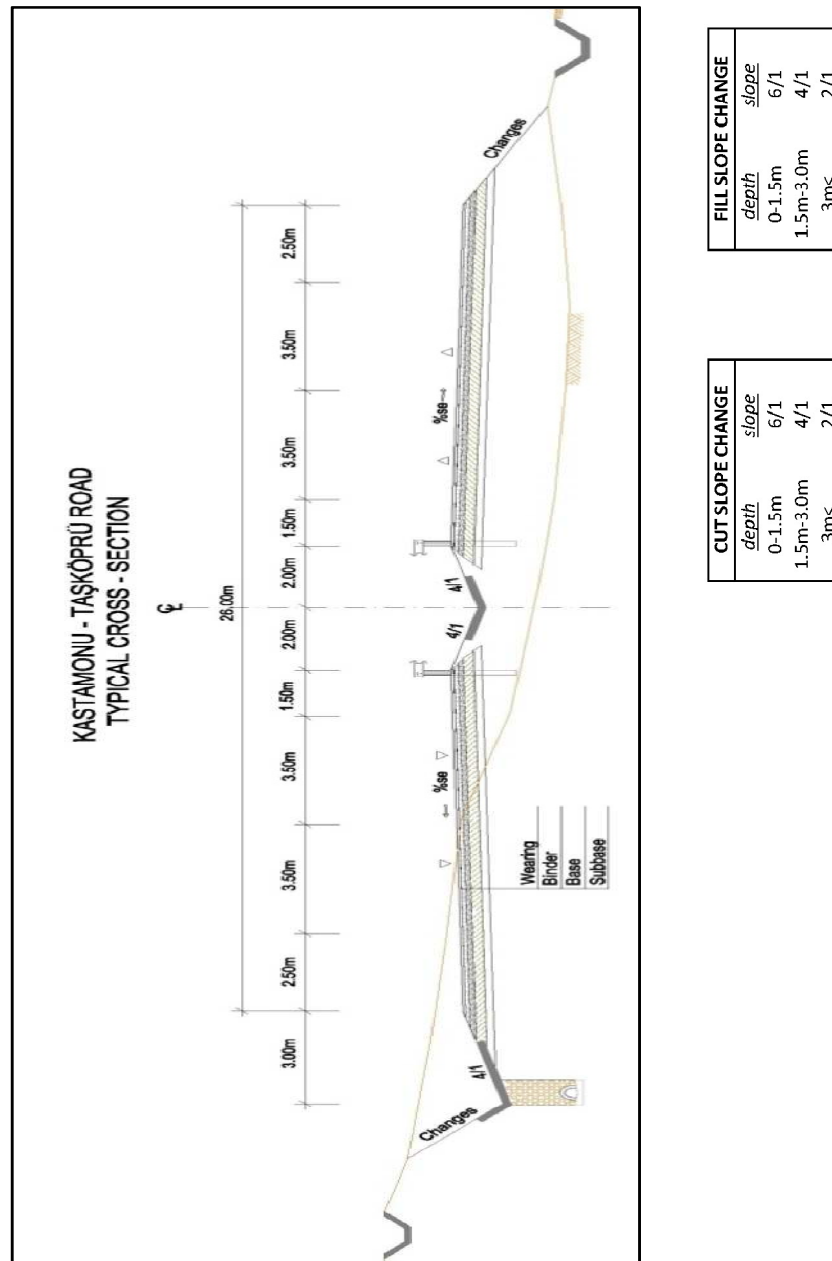 KASTAMONU - TAŞKÖPRÜ ROAD
TYPICAL CROSS - SECTION
℄
26.00m
3.00m 2.50m 3.50m 3.50m 1.50m 2.00m 2.00m 1.50m 3.50m 3.50m 2.50m
Changes
4/1
%se
4/1
4/1
%se
Changes
Wearing
Binder
Base
Subbase
CUT SLOPE CHANGE
depth slope
0-1.5m 6/1
1.5m-3.0m 4/1
3m< 2/1
FILL SLOPE CHANGE
depth slope
0-1.5m 6/1
1.5m-3.0m 4/1
3m< 2/1